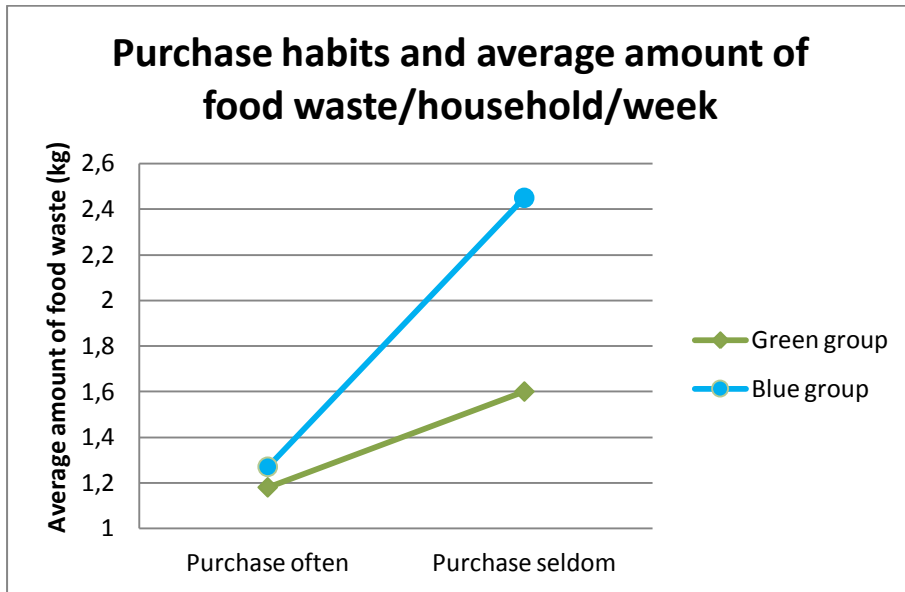 Purchase habits and average amount of
food waste/household/week
Average amount of food waste (kg)
2,6
2,4
2,2
2
1,8
1,6
1,4
1,2
1
Purchase often
Purchase seldom
Green group
Blue group